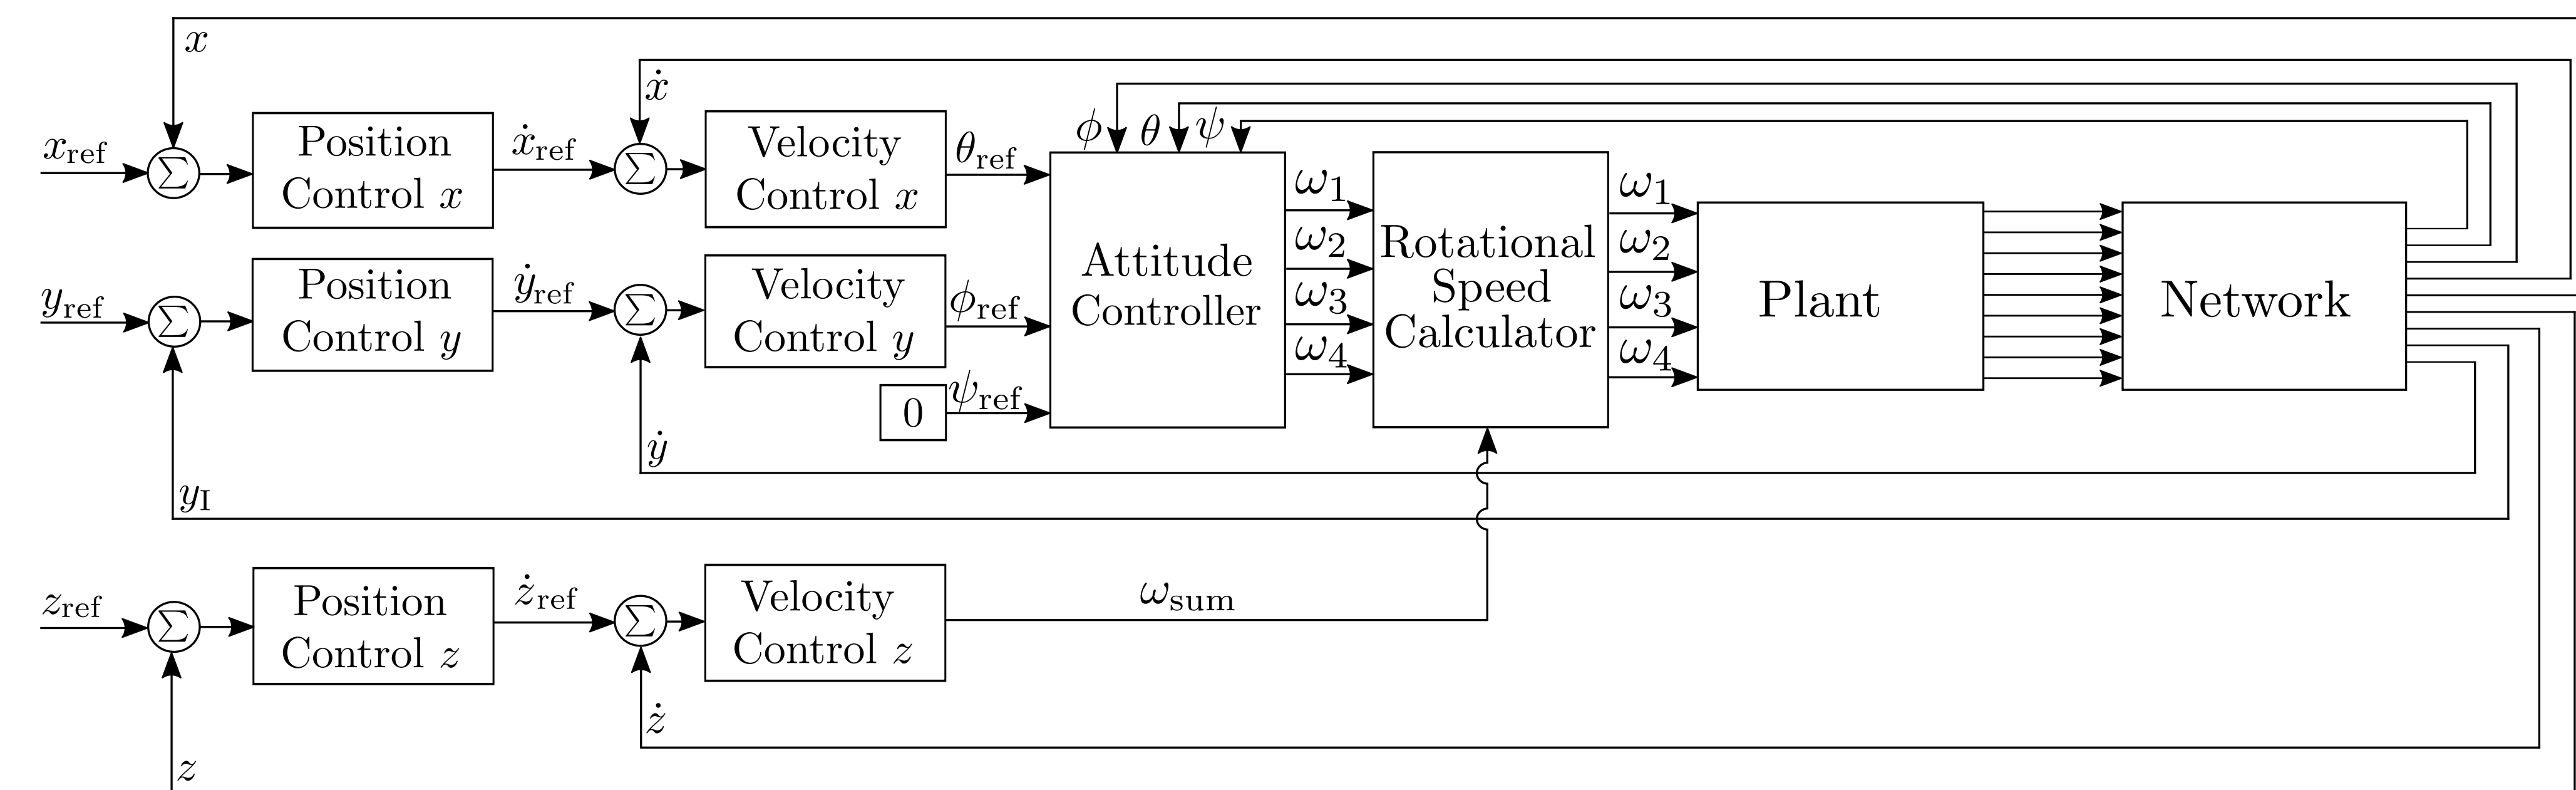 x
ẋ
ϕ θ ψ
x_ref
Σ
Position
Control x
ẋ_ref
Σ
Velocity
Control x
θ_ref
y_ref
Σ
Position
Control y
ẏ_ref
Σ
Velocity
Control y
ϕ_ref
0
ψ_ref
Attitude
Controller
ω1
ω2
ω3
ω4
Rotational
Speed
Calculator
ω1
ω2
ω3
ω4
Plant
Network
ẏ
y_I
z_ref
Σ
Position
Control z
ż_ref
Σ
Velocity
Control z
ω_sum
ż
z